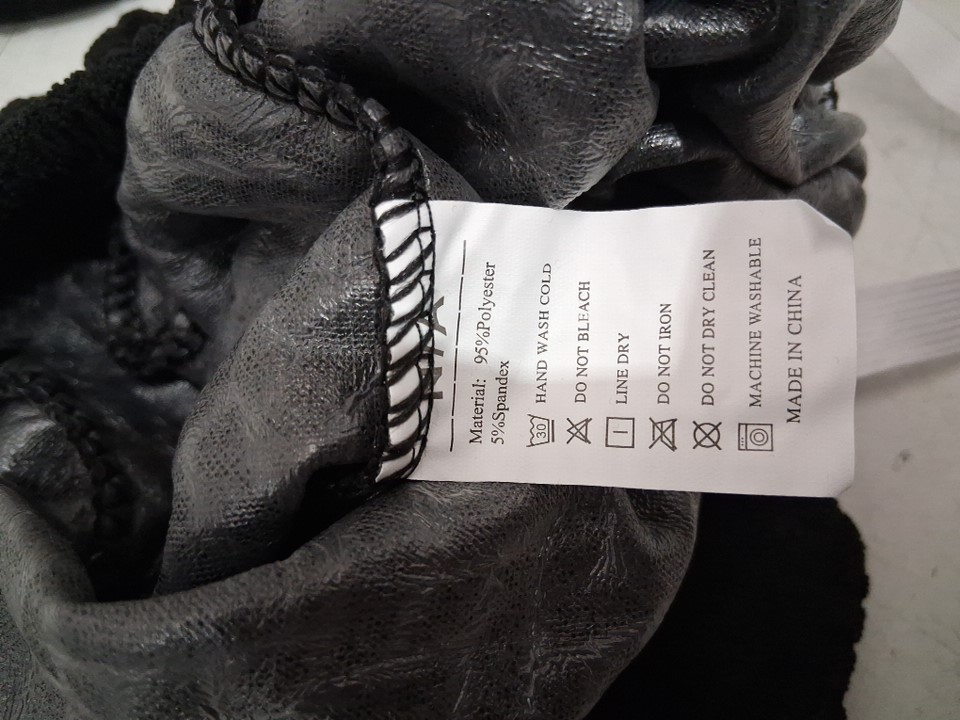 Material: 95%Polyester
5%Spandex
30 HAND WASH COLD
DO NOT BLEACH
LINE DRY
DO NOT IRON
DO NOT DRY CLEAN
MACHINE WASHABLE
MADE IN CHINA